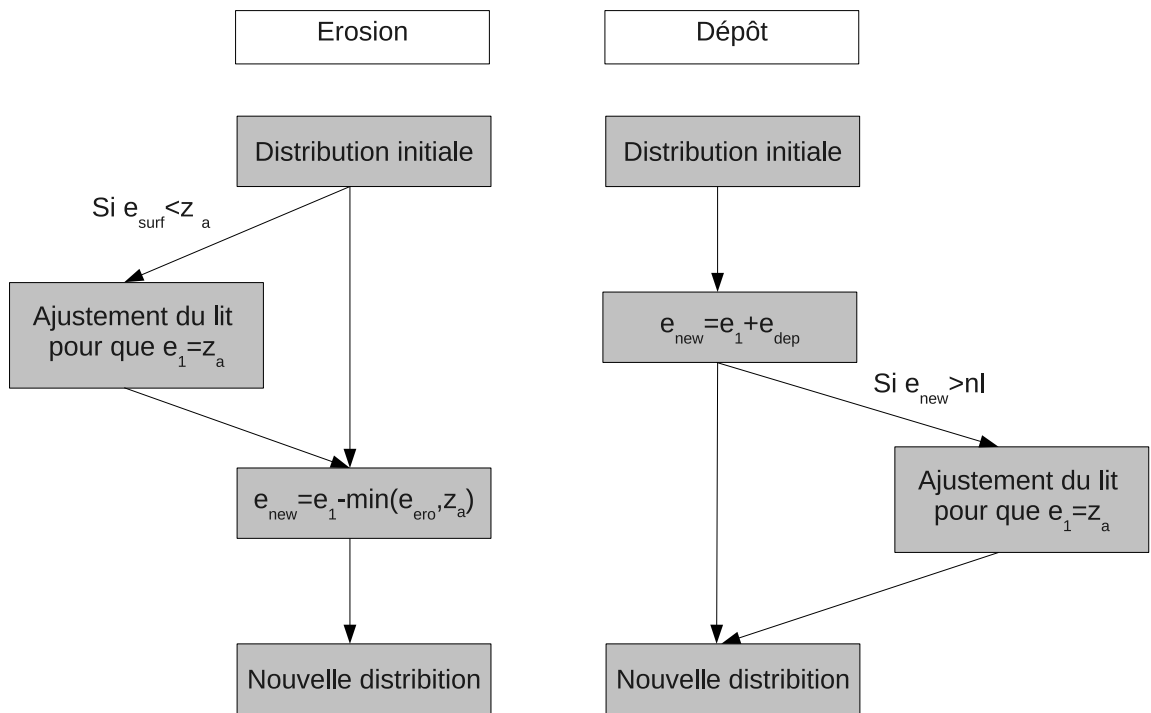 Erosion
Dépôt
Distribution initiale
Distribution initiale
Si e_surf<z_a
Ajustement du lit
pour que e_1=z_a
e_new=e_1+e_dep
Si e_new>nl
Ajustement du lit
pour que e_1=z_a
e_new=e_1-min(e_ero,z_a)
Nouvelle distribition
Nouvelle distribition